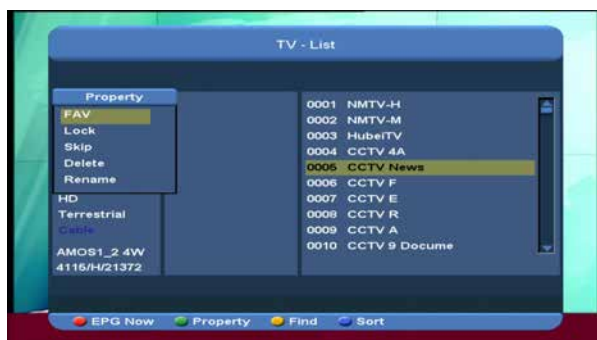 TV - List
Property
FAV
Lock
Skip
Delete
Rename
HD
Terrestrial
Cable
AMOS1_2 4W
4115/H/21372
0001 NMTV-H
0002 NMTV-M
0003 HubeiTV
0004 CCTV 4A
0005 CCTV News
0006 CCTV F
0007 CCTV E
0008 CCTV R
0009 CCTV A
0010 CCTV 9 Docume
EPG Now Property Find Sort